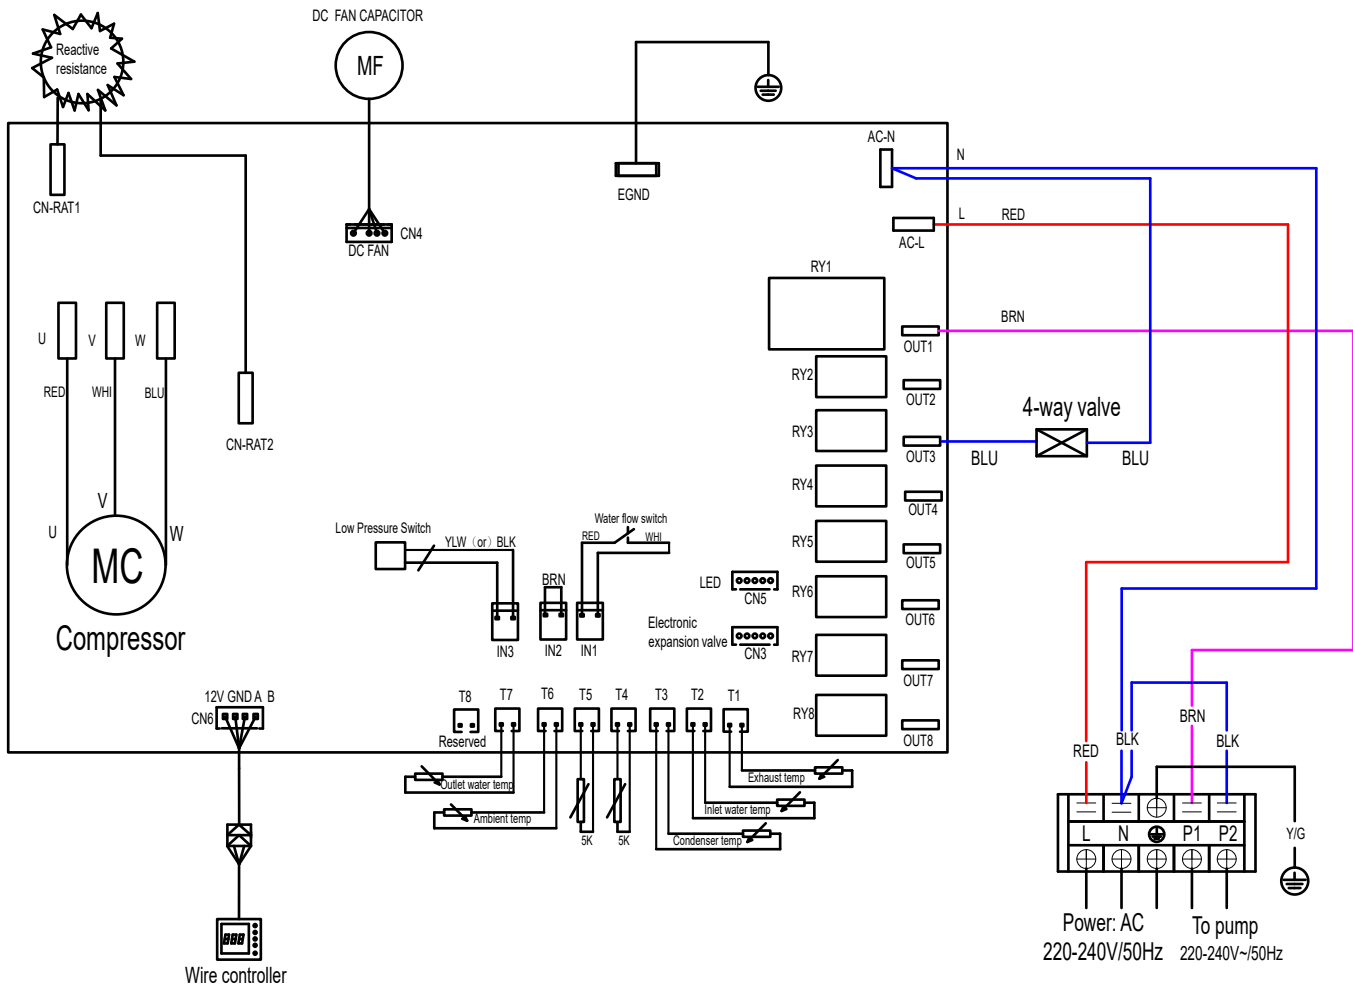 DC FAN CAPACITOR
Reactive
resistance
MF
AC-N
N
CN-RAT1
EGND
L
RED
AC-L
CN4
DC FAN
RY1
BRN
OUT1
U
V
W
RY2
OUT2
RED
WHI
BLU
4-way valve
CN-RAT2
RY3
OUT3
BLU
BLU
V
RY4
OUT4
U
W
Low Pressure Switch
YLW (or) BLK
Water flow switch
RED
WHI
RY5
OUT5
MC
BRN
LED
CN5
RY6
OUT6
Compressor
IN3
IN2
IN1
Electronic
expansion valve
CN3
RY7
OUT7
12V GND A B
CN6
T8
T7
T6
T5
T4
T3
T2
T1
Reserved
RY8
OUT8
BRN
RED
BLK
BLK
Outlet water temp
Exhaust temp
Ambient temp
Inlet water temp
5K
5K
Condenser temp
L
N
P1
P2
Y/G
Power: AC
220-240V/50Hz
To pump
220-240V~/50Hz
888
Wire controller